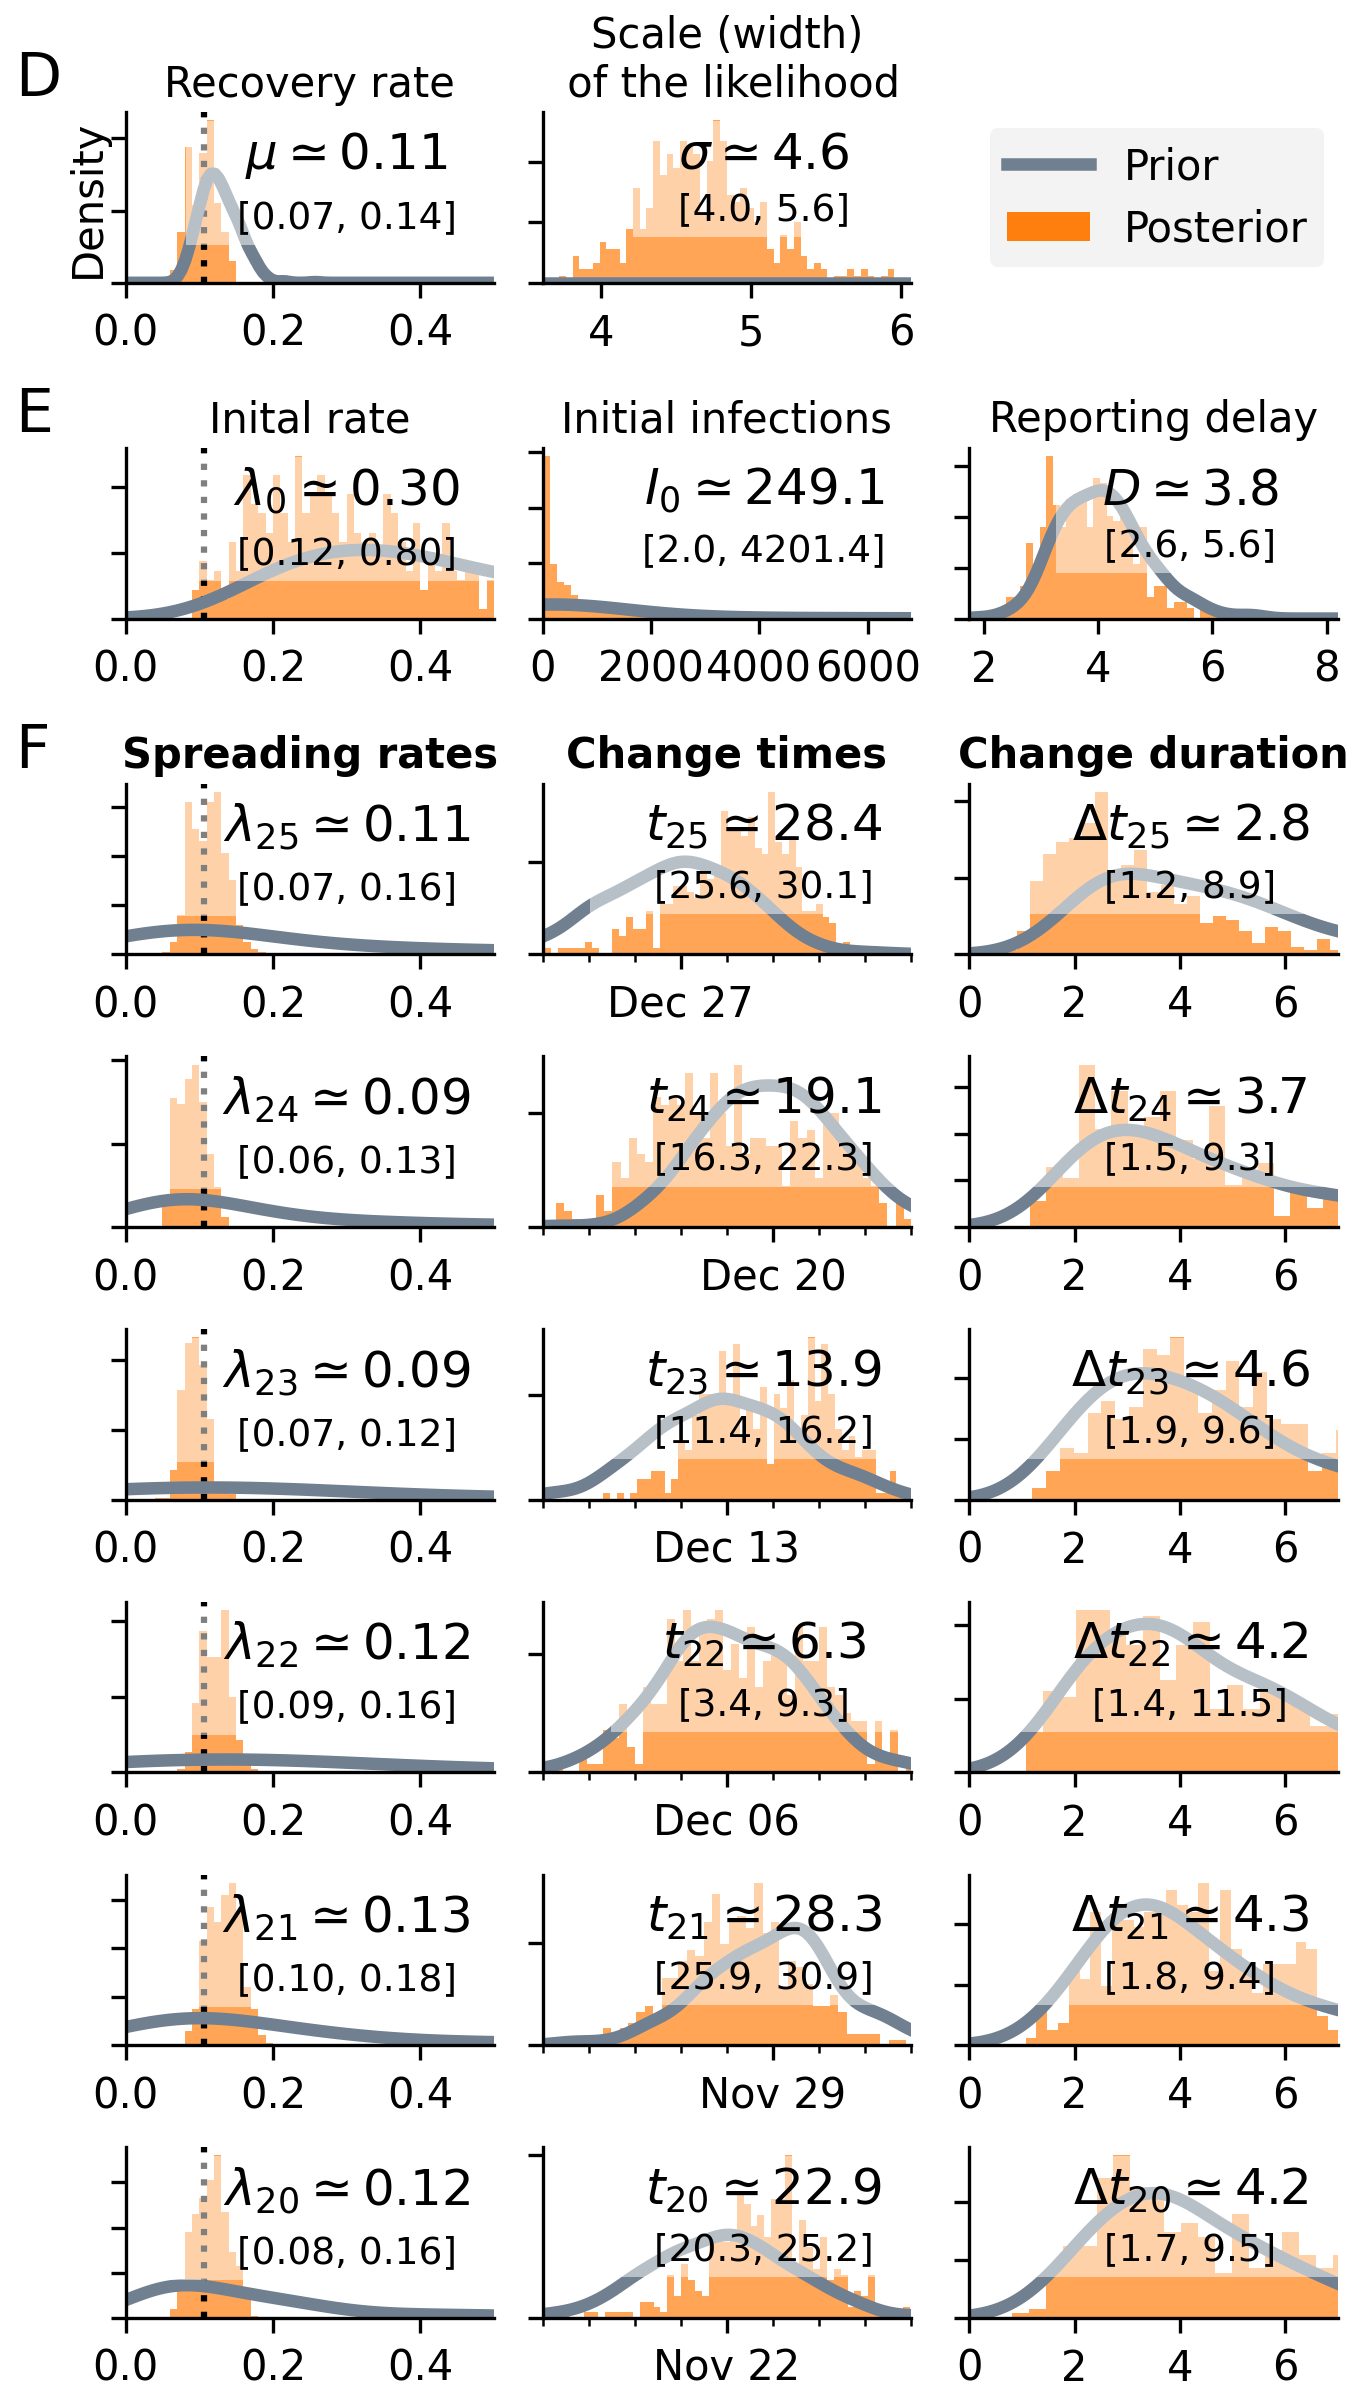 D
Recovery rate
Scale (width)
of the likelihood
Density
μ ≃ 0.11
[0.07, 0.14]
σ ≃ 4.6
[4.0, 5.6]
Prior
Posterior
0.0 0.2 0.4
4 5 6
E
Inital rate
Initial infections
Reporting delay
λ0 ≃ 0.30
[0.12, 0.80]
I0 ≃ 249.1
[2.0, 4201.4]
D ≃ 3.8
[2.6, 5.6]
0.0 0.2 0.4
0 2000 4000 6000
2 4 6 8
F
Spreading rates
Change times
Change duration
λ25 ≃ 0.11
[0.07, 0.16]
t25 ≃ 28.4
[25.6, 30.1]
Δt25 ≃ 2.8
[1.2, 8.9]
0.0 0.2 0.4
Dec 27
0 2 4 6
λ24 ≃ 0.09
[0.06, 0.13]
t24 ≃ 19.1
[16.3, 22.3]
Δt24 ≃ 3.7
[1.5, 9.3]
0.0 0.2 0.4
Dec 20
0 2 4 6
λ23 ≃ 0.09
[0.07, 0.12]
t23 ≃ 13.9
[11.4, 16.2]
Δt23 ≃ 4.6
[1.9, 9.6]
0.0 0.2 0.4
Dec 13
0 2 4 6
λ22 ≃ 0.12
[0.09, 0.16]
t22 ≃ 6.3
[3.4, 9.3]
Δt22 ≃ 4.2
[1.4, 11.5]
0.0 0.2 0.4
Dec 06
0 2 4 6
λ21 ≃ 0.13
[0.10, 0.18]
t21 ≃ 28.3
[25.9, 30.9]
Δt21 ≃ 4.3
[1.8, 9.4]
0.0 0.2 0.4
Nov 29
0 2 4 6
λ20 ≃ 0.12
[0.08, 0.16]
t20 ≃ 22.9
[20.3, 25.2]
Δt20 ≃ 4.2
[1.7, 9.5]
0.0 0.2 0.4
Nov 22
0 2 4 6